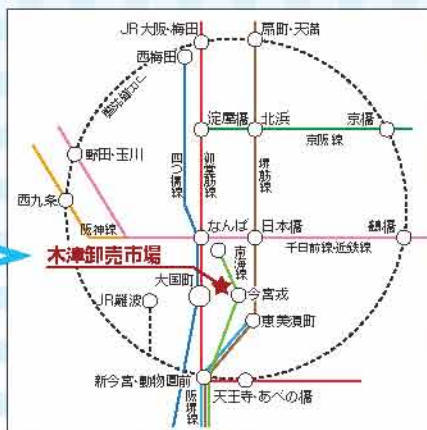 JR大阪・梅田
扇町・天満
西梅田
JR環状線
淀屋橋
北浜
京橋
京阪線
野田・玉川
四つ橋線
御堂筋線
堺筋線
西九条
阪神線
なんば
日本橋
鶴橋
千日前線・近鉄線
南海線
木津卸売市場
大国町
今宮戎
JR難波
恵美須町
新今宮・動物園前
阪堺線
天王寺・あべの橋